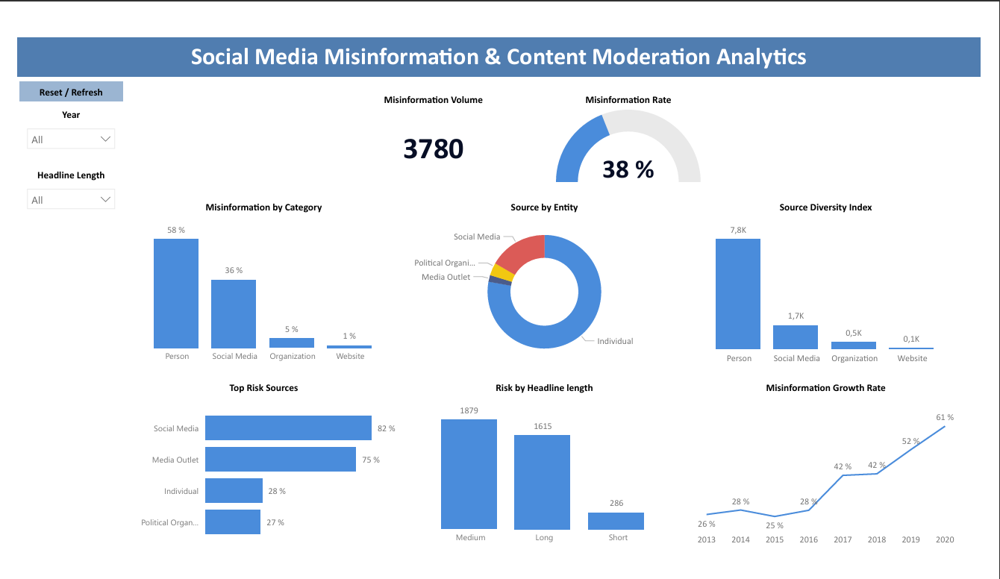 Social Media Misinformation & Content Moderation Analytics
Reset / Refresh
Year
All
Headline Length
All
Misinformation Volume
3780
Misinformation Rate
38 %
Misinformation by Category
58 %
36 %
5 %
1 %
Person
Social Media
Organization
Website
Source by Entity
Social Media
Political Organi...
Media Outlet
Individual
Source Diversity Index
7,8K
1,7K
0,5K
0,1K
Person
Social Media
Organization
Website
Top Risk Sources
Social Media
82 %
Media Outlet
75 %
Individual
28 %
Political Organ...
27 %
Risk by Headline length
1879
1615
286
Medium
Long
Short
Misinformation Growth Rate
26 %
28 %
25 %
28 %
42 %
42 %
52 %
61 %
2013
2014
2015
2016
2017
2018
2019
2020